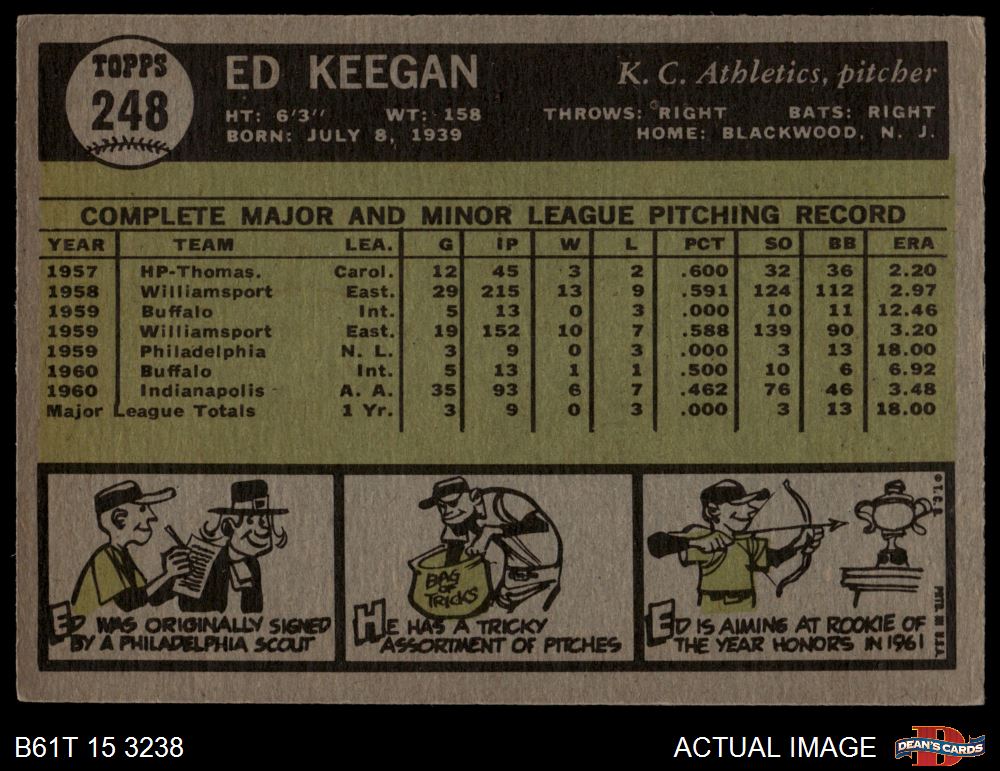 TOPPS
248
ED KEEGAN
K. C. Athletics, pitcher
HT: 6'3'' WT: 158 THROWS: RIGHT BATS: RIGHT
BORN: JULY 8, 1939 HOME: BLACKWOOD, N. J.
COMPLETE MAJOR AND MINOR LEAGUE PITCHING RECORD
YEAR TEAM LEA. G IP W L PCT SO BB ERA
1957 HP-Thomas. Carol. 12 45 3 2 .600 32 36 2.20
1958 Williamsport East. 29 215 13 9 .591 124 112 2.97
1959 Buffalo Int. 5 13 0 3 .000 10 11 12.46
1959 Williamsport East. 19 152 10 7 .588 139 90 3.20
1959 Philadelphia N. L. 3 9 0 3 .000 3 13 18.00
1960 Buffalo Int. 5 13 1 1 .500 10 6 6.92
1960 Indianapolis A. A. 35 93 6 7 .462 76 46 3.48
Major League Totals 1 Yr. 3 9 0 3 .000 3 13 18.00
ED WAS ORIGINALLY SIGNED
BY A PHILADELPHIA SCOUT
BAG
OF
TRICKS
HE HAS A TRICKY
ASSORTMENT OF PITCHES
ED IS AIMING AT ROOKIE OF
THE YEAR HONORS IN 1961
© T. C. G.
PRTD. IN U.S.A.
B61T 15 3238
ACTUAL IMAGE
DEAN'S CARDS